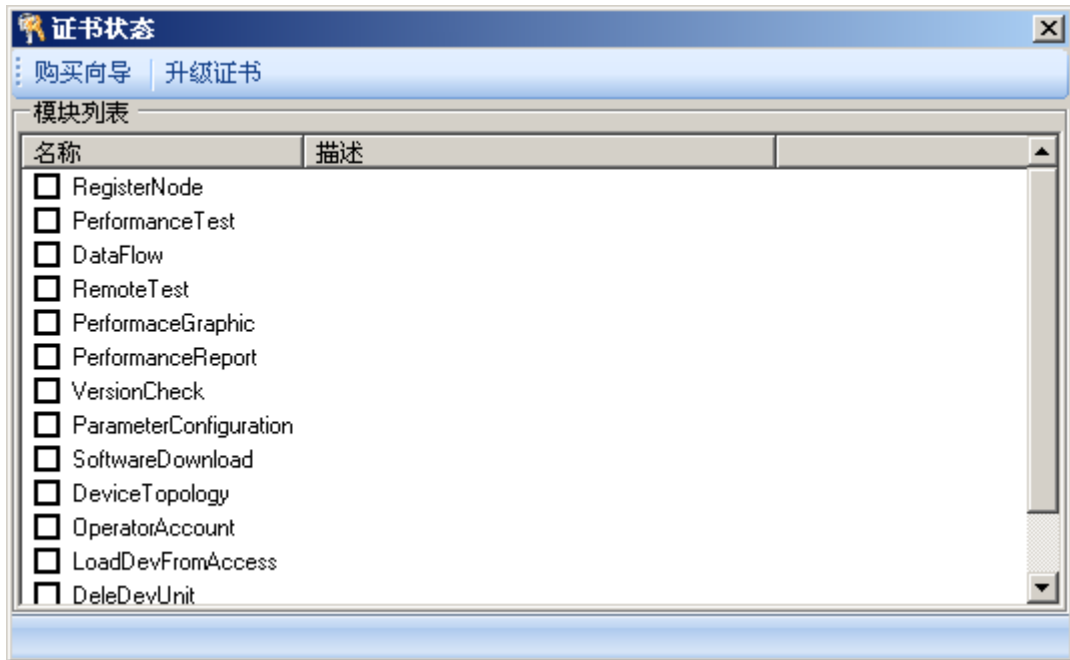 证书状态
购买向导 升级证书
模块列表
名称 描述
RegisterNode
PerformanceTest
DataFlow
RemoteTest
PerformaceGraphic
PerformanceReport
VersionCheck
ParameterConfiguration
SoftwareDownload
DeviceTopology
OperatorAccount
LoadDevFromAccess
DeleDevUnit